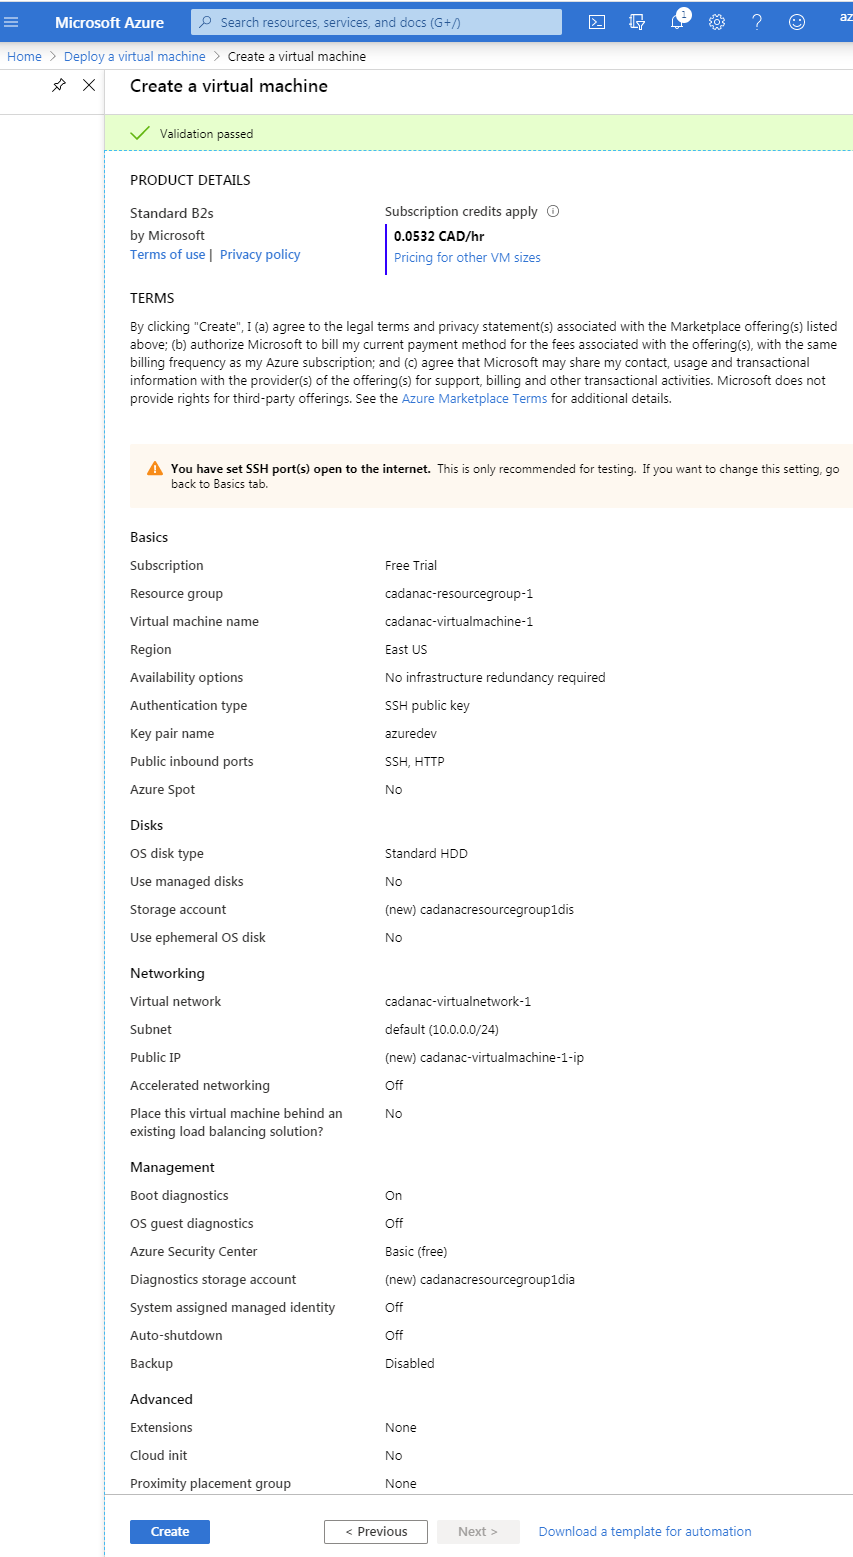 Microsoft Azure
Search resources, services, and docs (G+/)
1
az
Home > Deploy a virtual machine > Create a virtual machine
Create a virtual machine
Validation passed
PRODUCT DETAILS
Standard B2s
by Microsoft
Terms of use | Privacy policy
Subscription credits apply
0.0532 CAD/hr
Pricing for other VM sizes
TERMS
By clicking "Create", I (a) agree to the legal terms and privacy statement(s) associated with the Marketplace offering(s) listed
above; (b) authorize Microsoft to bill my current payment method for the fees associated with the offering(s), with the same
billing frequency as my Azure subscription; and (c) agree that Microsoft may share my contact, usage and transactional
information with the provider(s) of the offering(s) for support, billing and other transactional activities. Microsoft does not
provide rights for third-party offerings. See the Azure Marketplace Terms for additional details.
You have set SSH port(s) open to the internet. This is only recommended for testing. If you want to change this setting, go
back to Basics tab.
Basics
Subscription Free Trial
Resource group cadanac-resourcegroup-1
Virtual machine name cadanac-virtualmachine-1
Region East US
Availability options No infrastructure redundancy required
Authentication type SSH public key
Key pair name azuredev
Public inbound ports SSH, HTTP
Azure Spot No
Disks
OS disk type Standard HDD
Use managed disks No
Storage account (new) cadanacresourcegroup1dis
Use ephemeral OS disk No
Networking
Virtual network cadanac-virtualnetwork-1
Subnet default (10.0.0.0/24)
Public IP (new) cadanac-virtualmachine-1-ip
Accelerated networking Off
Place this virtual machine behind an No
existing load balancing solution?
Management
Boot diagnostics On
OS guest diagnostics Off
Azure Security Center Basic (free)
Diagnostics storage account (new) cadanacresourcegroup1dia
System assigned managed identity Off
Auto-shutdown Off
Backup Disabled
Advanced
Extensions None
Cloud init No
Proximity placement group None
Create < Previous Next > Download a template for automation